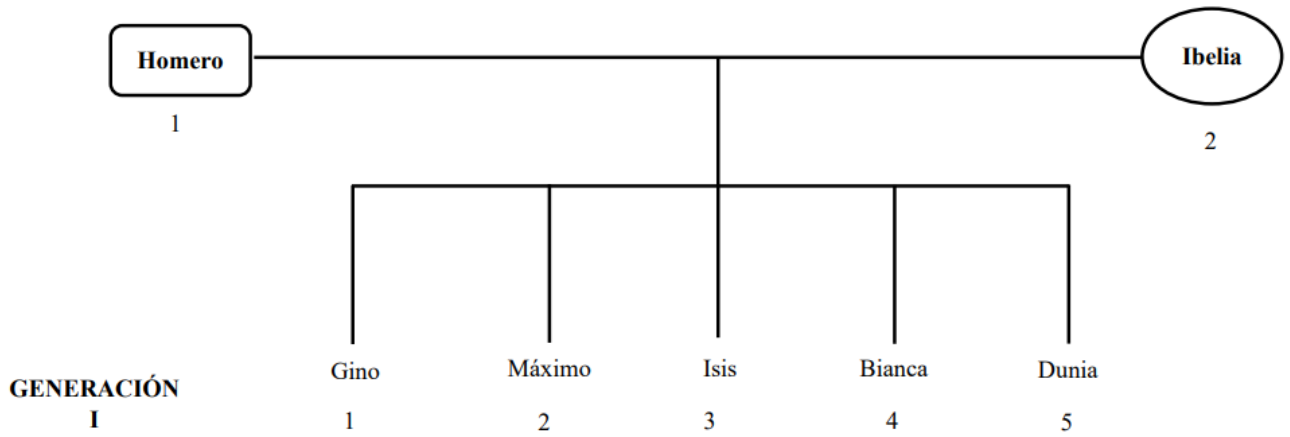 Homero
Ibelia
1
2
Gino Máximo Isis Bianca Dunia
GENERACIÓN
I 1 2 3 4 5